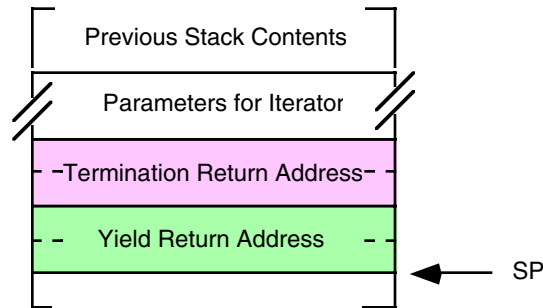 Previous Stack Contents
Parameters for Iterator
Termination Return Address
Yield Return Address
SP